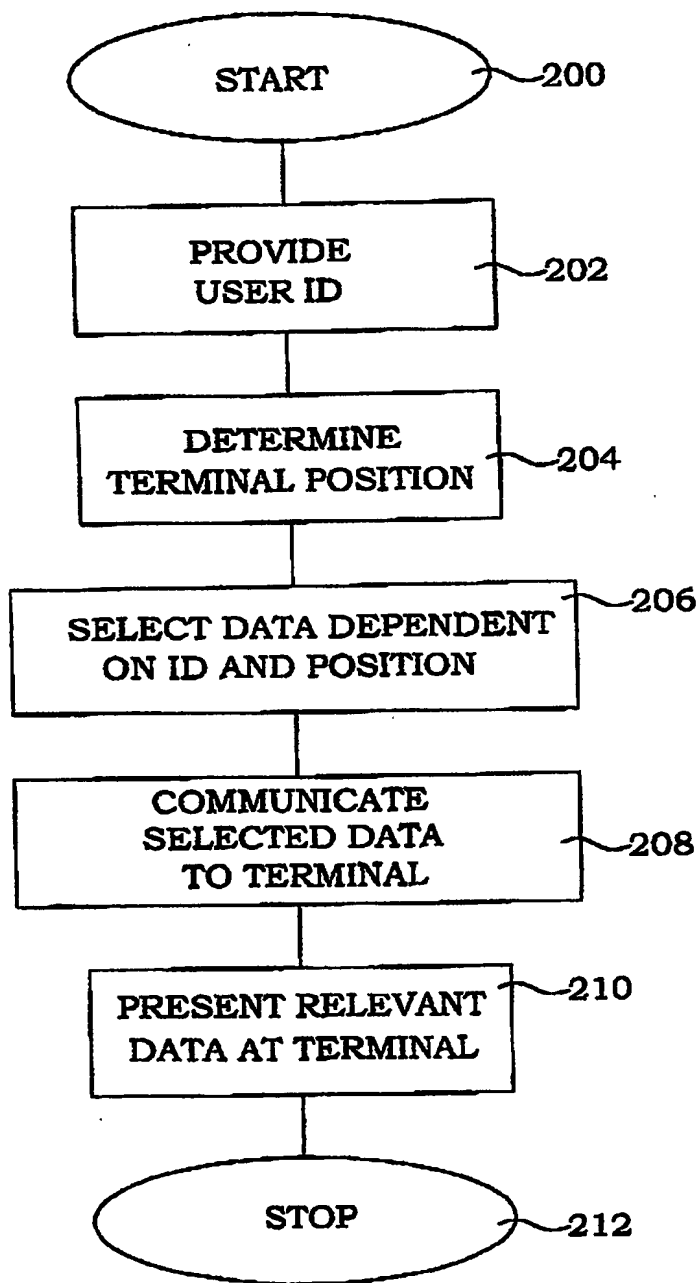 START
200
PROVIDE
USER ID
202
DETERMINE
TERMINAL POSITION
204
206
SELECT DATA DEPENDENT
ON ID AND POSITION
COMMUNICATE
SELECTED DATA
TO TERMINAL
208
210
PRESENT RELEVANT
DATA AT TERMINAL
STOP
212